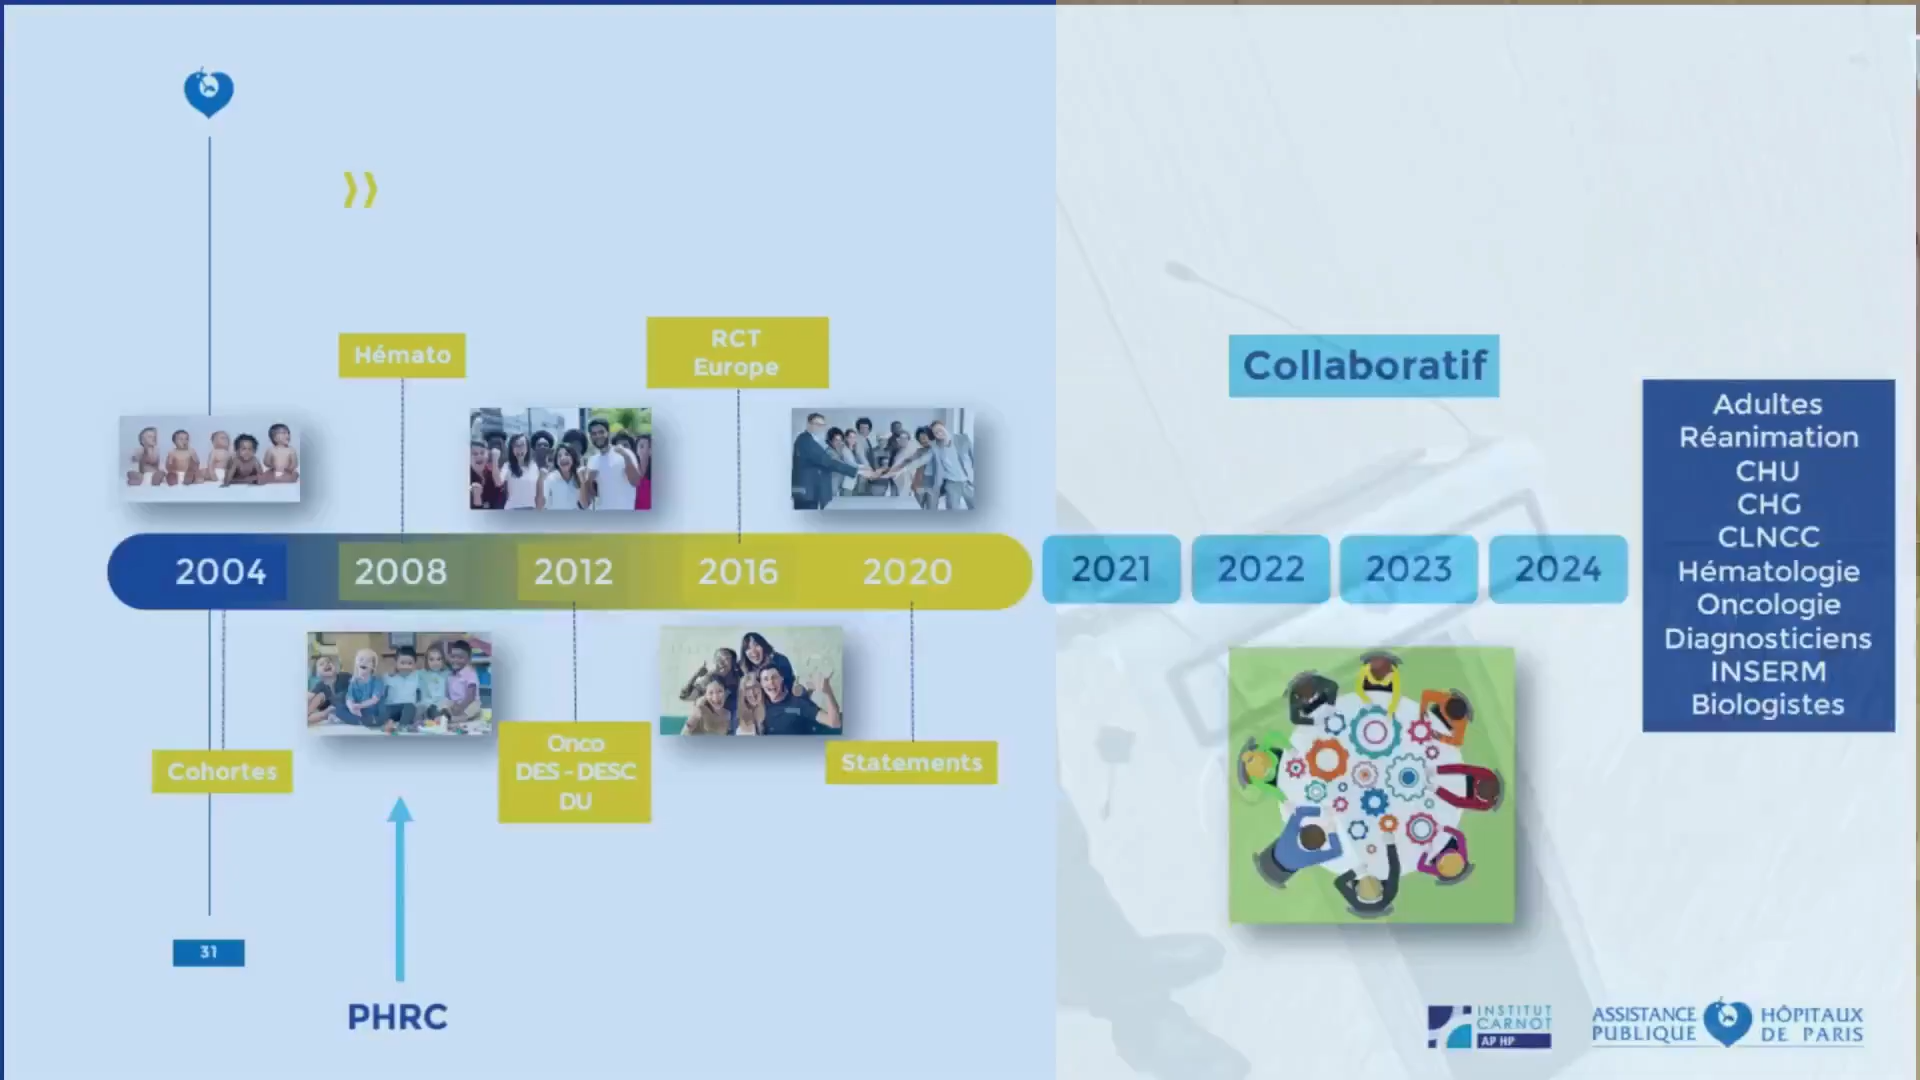 Hémato
RCT
Europe
2004
2008
2012
2016
2020
Cohortes
Onco
DES - DESC
DU
Statements
31
PHRC
Collaboratif
2021
2022
2023
2024
Adultes
Réanimation
CHU
CHG
CLNCC
Hématologie
Oncologie
Diagnosticiens
INSERM
Biologistes
INSTITUT
CARNOT
AP HP
ASSISTANCE
PUBLIQUE
HÔPITAUX
DE PARIS